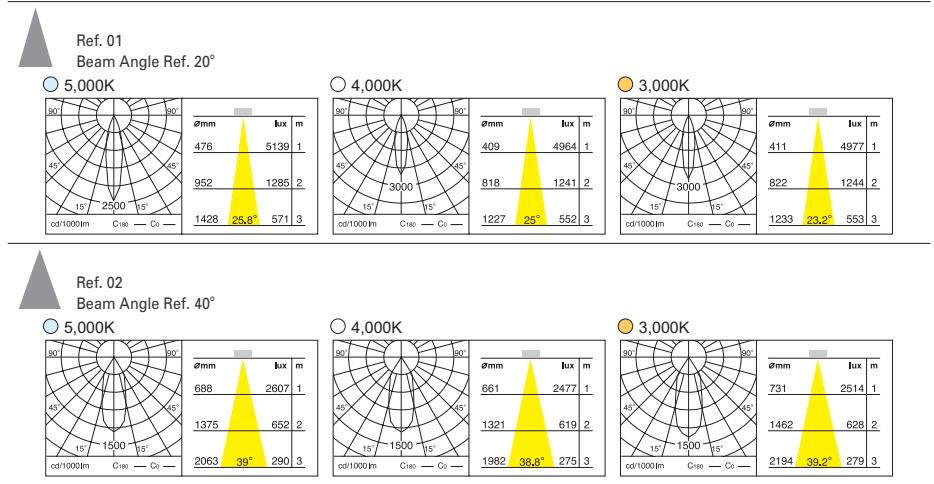 Ref. 01
Beam Angle Ref. 20°
5,000K
90° 90°
45° 45°
15° 2500 15°
cd/1000lm C180 — C0 —
ømm lux m
476 5139 1
952 1285 2
1428 25.8° 571 3
4,000K
90° 90°
45° 45°
3000
15° 15°
cd/1000lm C180 — C0 —
ømm lux m
409 4964 1
818 1241 2
1227 25° 552 3
3,000K
90° 90°
45° 45°
3000
15° 15°
cd/1000lm C180 — C0 —
ømm lux m
411 4977 1
822 1244 2
1233 23.2° 553 3
Ref. 02
Beam Angle Ref. 40°
5,000K
90° 90°
45° 45°
15° 1500 15°
cd/1000lm C180 — C0 —
ømm lux m
688 2607 1
1375 652 2
2063 39° 290 3
4,000K
90° 90°
45° 45°
15° 1500 15°
cd/1000lm C180 — C0 —
ømm lux m
661 2477 1
1321 619 2
1982 38.8° 275 3
3,000K
90° 90°
45° 45°
15° 1500 15°
cd/1000lm C180 — C0 —
ømm lux m
731 2514 1
1462 628 2
2194 39.2° 279 3